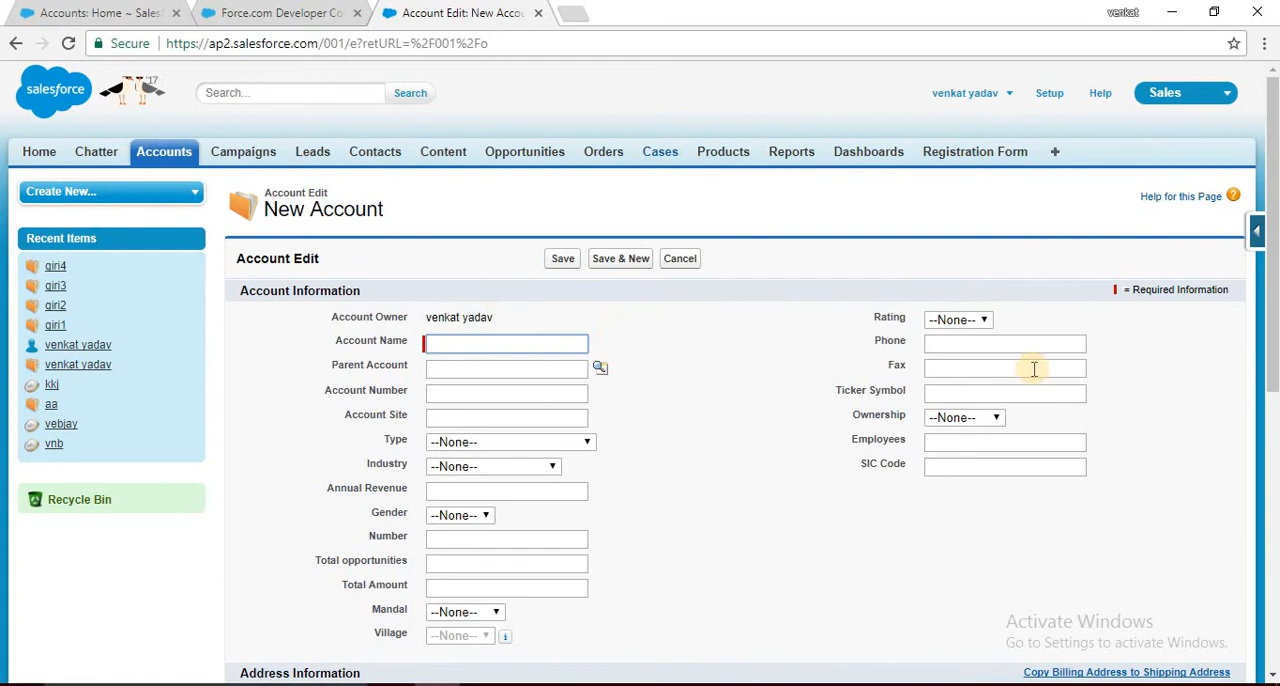 Accounts: Home ~ Sales
Force.com Developer Co
Account Edit: New Accou
venkat
Secure
https://ap2.salesforce.com/001/e?retURL=%2F001%2Fo
salesforce
'17
Search...
Search
venkat yadav
Setup
Help
Sales
Home
Chatter
Accounts
Campaigns
Leads
Contacts
Content
Opportunities
Orders
Cases
Products
Reports
Dashboards
Registration Form
+
Create New...
Recent Items
giri4
giri3
giri2
giri1
venkat yadav
venkat yadav
kkj
aa
vebjay
vnb
Recycle Bin
Account Edit
New Account
Help for this Page ?
Account Edit
Save
Save & New
Cancel
Account Information
= Required Information
Account Owner venkat yadav
Account Name
Parent Account
Account Number
Account Site
Type --None--
Industry --None--
Annual Revenue
Gender --None--
Number
Total opportunities
Total Amount
Mandal --None--
Village --None-- i
Rating --None--
Phone
Fax
Ticker Symbol
Ownership --None--
Employees
SIC Code
Activate Windows
Go to Settings to activate Windows.
Address Information
Copy Billing Address to Shipping Address